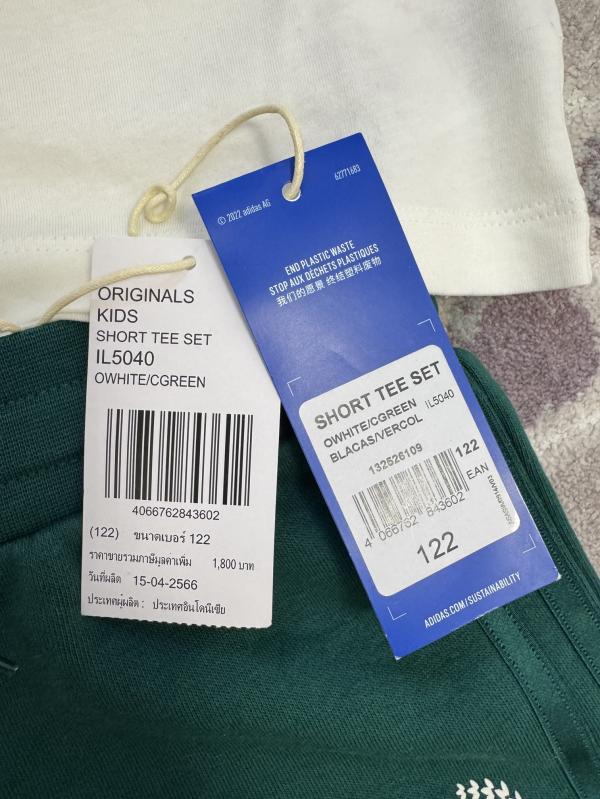 ORIGINALS
KIDS
SHORT TEE SET
IL5040
OWHITE/CGREEN
4066762843602
(122) ขนาดเบอร์ 122
ราคาขายรวมภาษีมูลค่าเพิ่ม 1,800 บาท
วันที่ผลิต 15-04-2566
ประเทศผู้ผลิต : ประเทศอินโดนีเซีย
© 2022 adidas AG
62771683
END PLASTIC WASTE
STOP AUX DÉCHETS PLASTIQUES
我们的愿景 终结塑料废物
SHORT TEE SET
OWHITE/CGREEN IL5040
BLACAS/VERCOL
132526109
122
4 066762 843602 EAN
122
ADIDAS.COM/SUSTAINABILITY